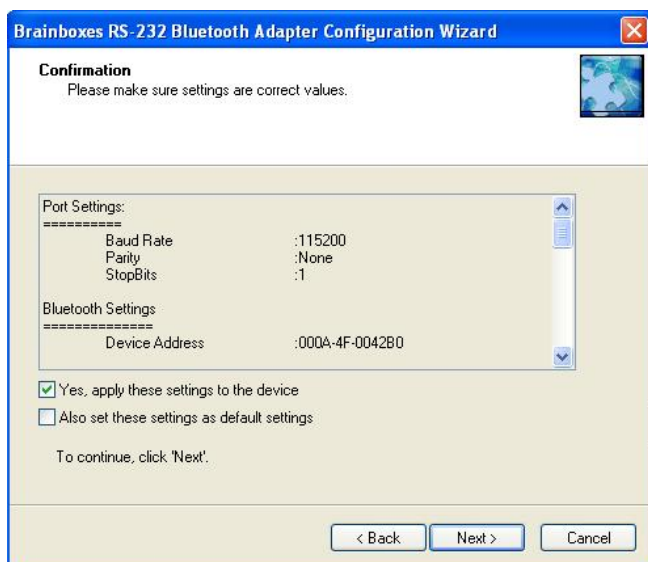 Brainboxes RS-232 Bluetooth Adapter Configuration Wizard
Confirmation
Please make sure settings are correct values.
Port Settings:
==========
Baud Rate :115200
Parity :None
StopBits :1
Bluetooth Settings
==============
Device Address :000A-4F-0042B0
Yes, apply these settings to the device
Also set these settings as default settings
To continue, click 'Next'.
< Back Next > Cancel